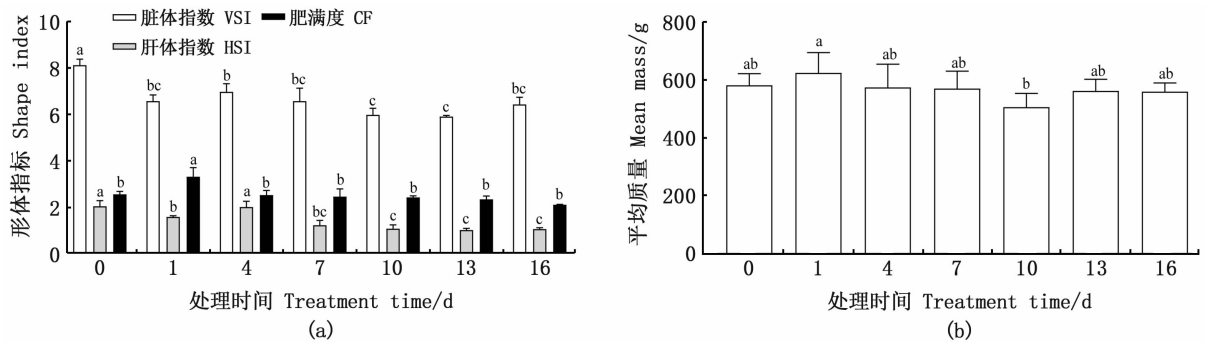 形体指标 Shape index
10
8
6
4
2
0
脏体指数 VSI
肥满度 CF
肝体指数 HSI
a a b
bc b a
b a b
bc bc b
c c b
c c b
bc c b
0 1 4 7 10 13 16
处理时间 Treatment time/d
(a)
平均质量 Mean mass/g
800
600
400
200
0
ab a ab ab b ab ab
0 1 4 7 10 13 16
处理时间 Treatment time/d
(b)